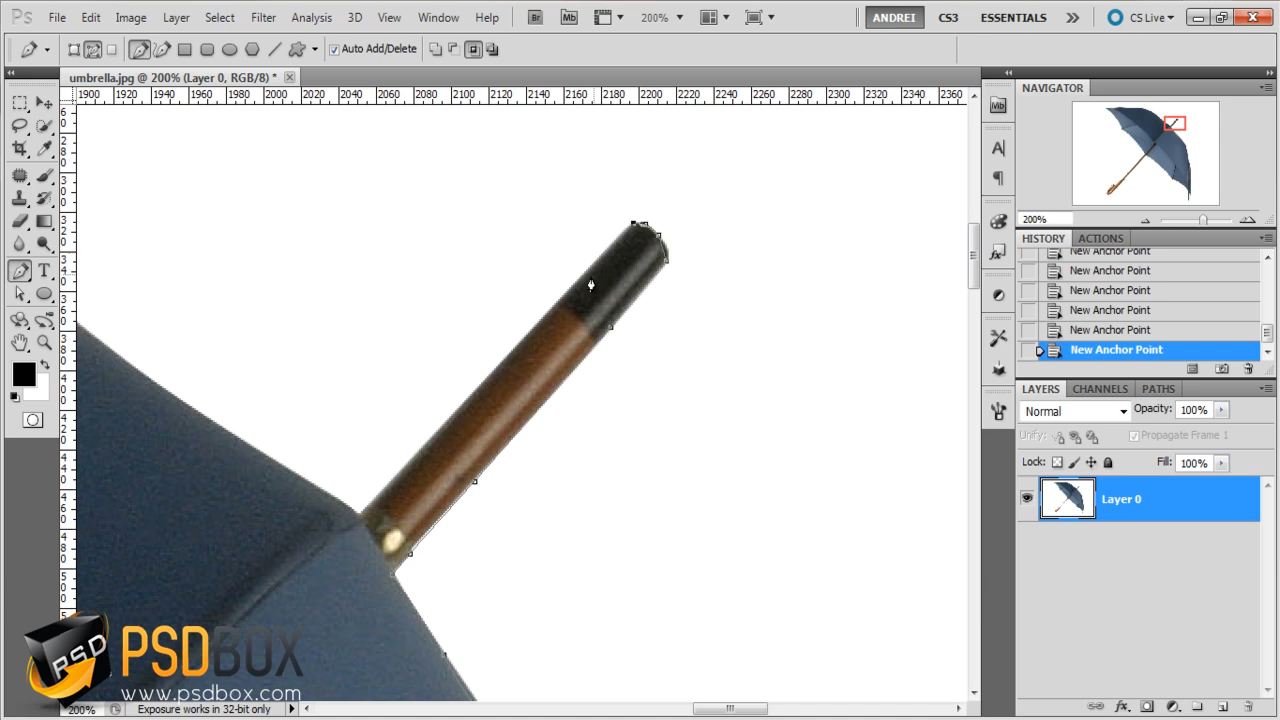 Ps File Edit Image Layer Select Filter Analysis 3D View Window Help Br Mb 200% ANDREI CS3 ESSENTIALS CS Live
Auto Add/Delete
umbrella.jpg @ 200% (Layer 0, RGB/8) *
1900 1920 1940 1960 1980 2000 2020 2040 2060 2080 2100 2120 2140 2160 2180 2200 2220 2240 2260 2280 2300 2320 2340 2360
NAVIGATOR
200%
HISTORY ACTIONS
New Anchor Point
New Anchor Point
New Anchor Point
New Anchor Point
New Anchor Point
New Anchor Point
LAYERS CHANNELS PATHS
Normal Opacity: 100%
Unify: Propagate Frame 1
Lock: Fill: 100%
Layer 0
PSD PSDBOX
www.psdbox.com
200% Exposure works in 32-bit only